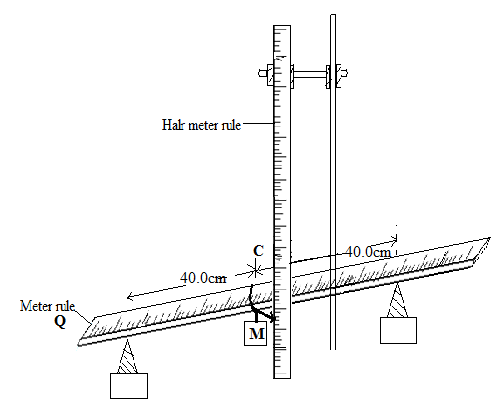 Half meter rule
C
40.0cm
40.0cm
Meter rule
Q
M